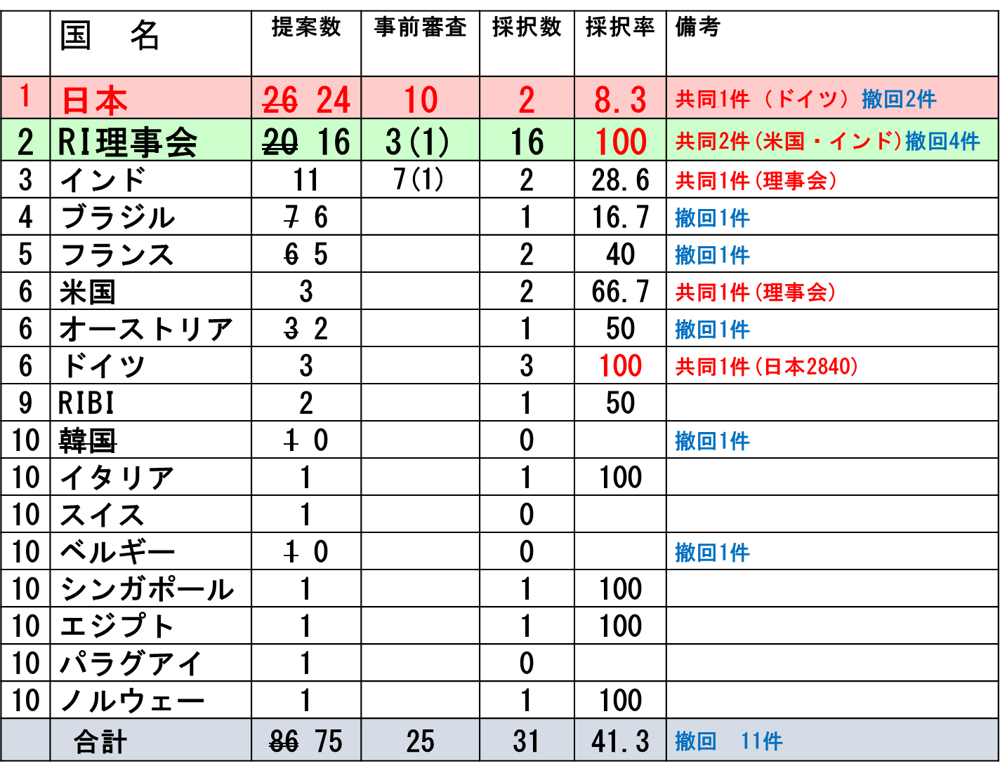 国　名 提案数 事前審査 採択数 採択率 備考
1 日本 26 24 10 2 8.3 共同1件（ドイツ）撤回2件
2 RI理事会 20 16 3(1) 16 100 共同2件(米国・インド)撤回4件
3 インド 11 7(1) 2 28.6 共同1件(理事会)
4 ブラジル 7 6 1 16.7 撤回1件
5 フランス 6 5 2 40 撤回1件
6 米国 3 2 66.7 共同1件(理事会)
6 オーストリア 3 2 1 50 撤回1件
6 ドイツ 3 3 100 共同1件(日本2840)
9 RIBI 2 1 50
10 韓国 1 0 0 撤回1件
10 イタリア 1 1 100
10 スイス 1 0
10 ベルギー 1 0 0 撤回1件
10 シンガポール 1 1 100
10 エジプト 1 1 100
10 パラグアイ 1 0
10 ノルウェー 1 1 100
合計 86 75 25 31 41.3 撤回　11件